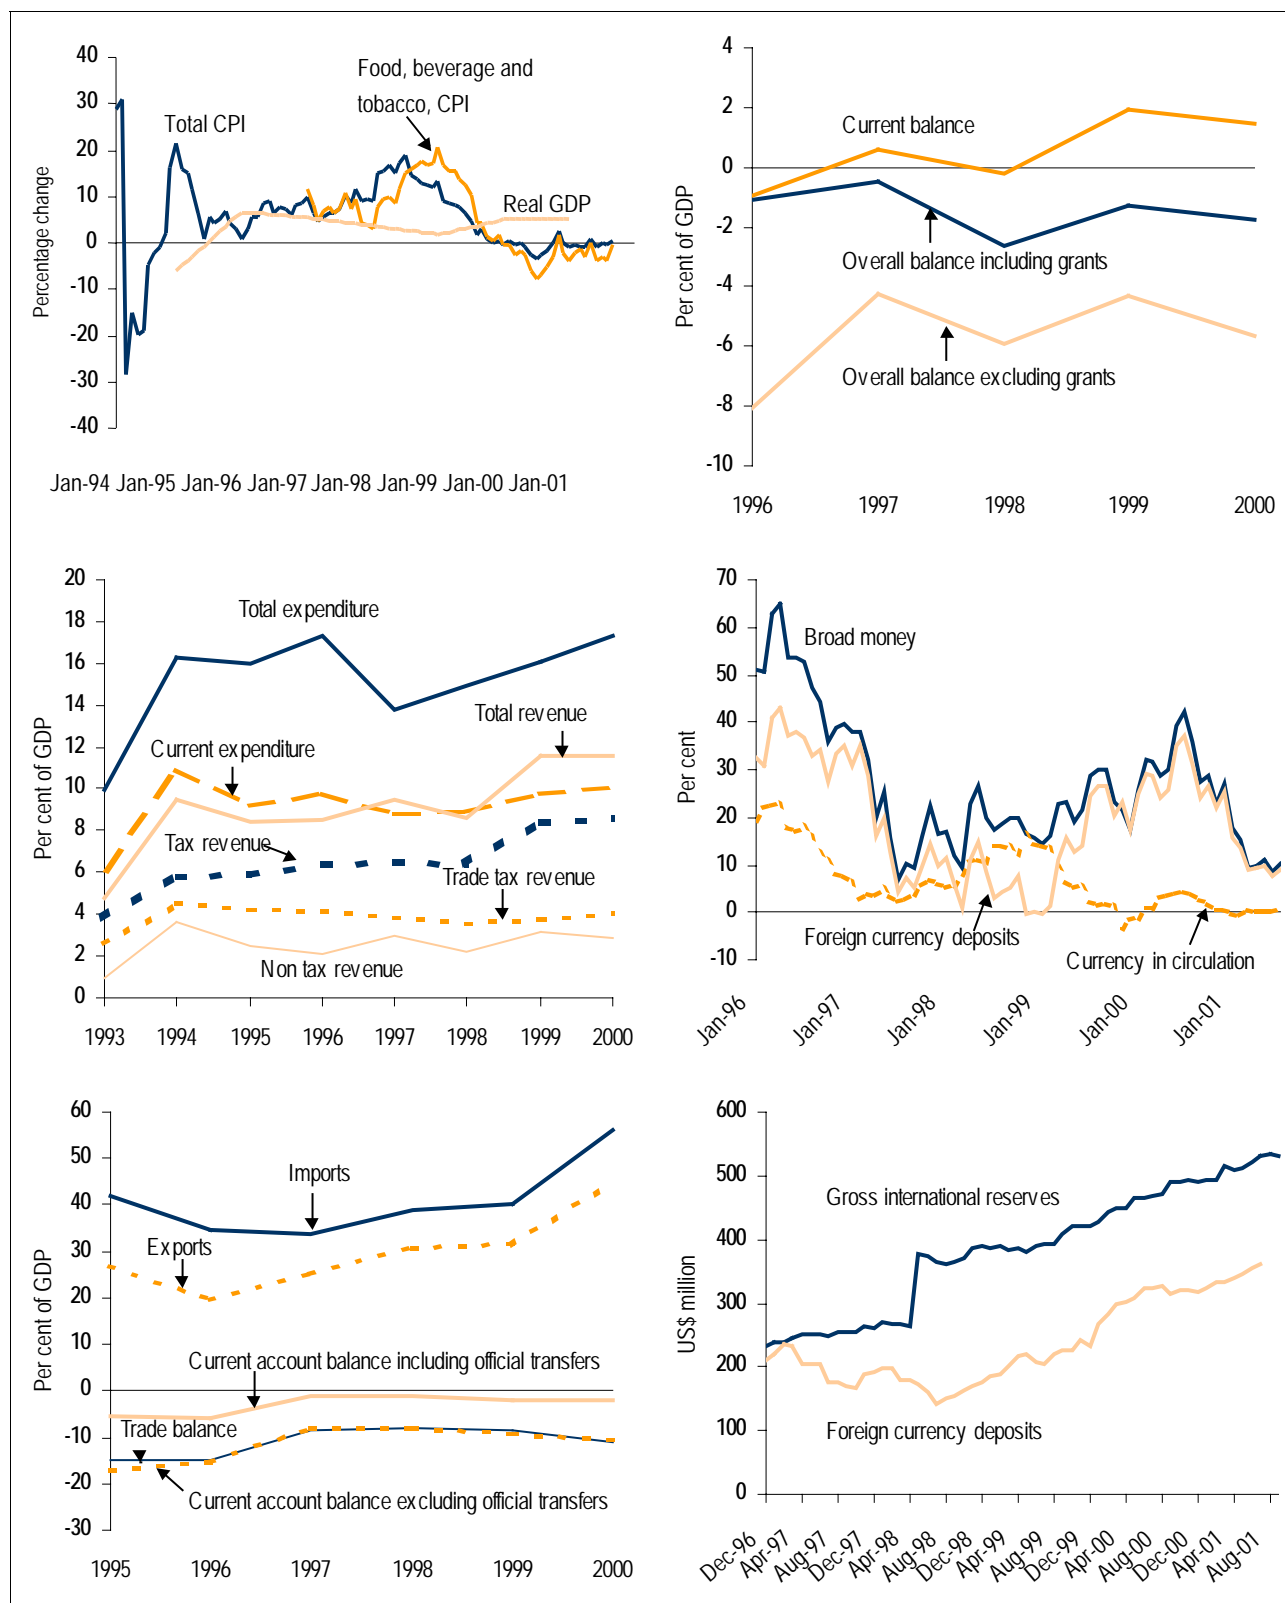 40
30
20
10
0
-10
-20
-30
-40
Percentage change
Total CPI
Food, beverage and
tobacco, CPI
Real GDP
Jan-94 Jan-95 Jan-96 Jan-97 Jan-98 Jan-99 Jan-00 Jan-01
4
2
0
-2
-4
-6
-8
-10
Per cent of GDP
Current balance
Overall balance including grants
Overall balance excluding grants
1996 1997 1998 1999 2000
20
18
16
14
12
10
8
6
4
2
0
Per cent of GDP
Total expenditure
Total revenue
Current expenditure
Tax revenue
Trade tax revenue
Non tax revenue
1993 1994 1995 1996 1997 1998 1999 2000
70
60
50
40
30
20
10
0
-10
Per cent
Broad money
Foreign currency deposits
Currency in circulation
Jan-96 Jan-97 Jan-98 Jan-99 Jan-00 Jan-01
60
50
40
30
20
10
0
-10
-20
-30
Per cent of GDP
Imports
Exports
Current account balance including official transfers
Trade balance
Current account balance excluding official transfers
1995 1996 1997 1998 1999 2000
600
500
400
300
200
100
0
US$ million
Gross international reserves
Foreign currency deposits
Dec-96 Apr-97 Aug-97 Dec-97 Apr-98 Aug-98 Dec-98 Apr-99 Aug-99 Dec-99 Apr-00 Aug-00 Dec-00 Apr-01 Aug-01